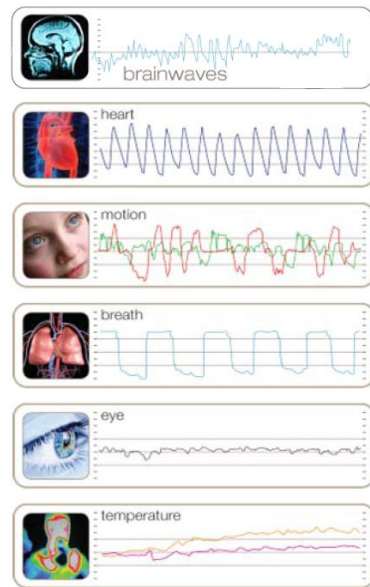 brainwaves
heart
motion
breath
eye
temperature